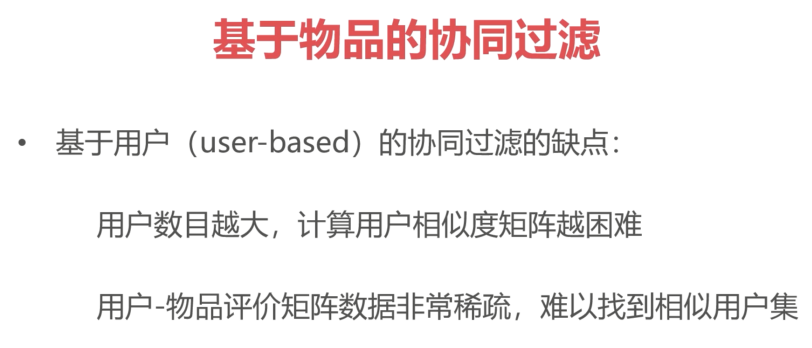 基于物品的协同过滤
• 基于用户（user-based）的协同过滤的缺点：
用户数目越大，计算用户相似度矩阵越困难
用户-物品评价矩阵数据非常稀疏，难以找到相似用户集